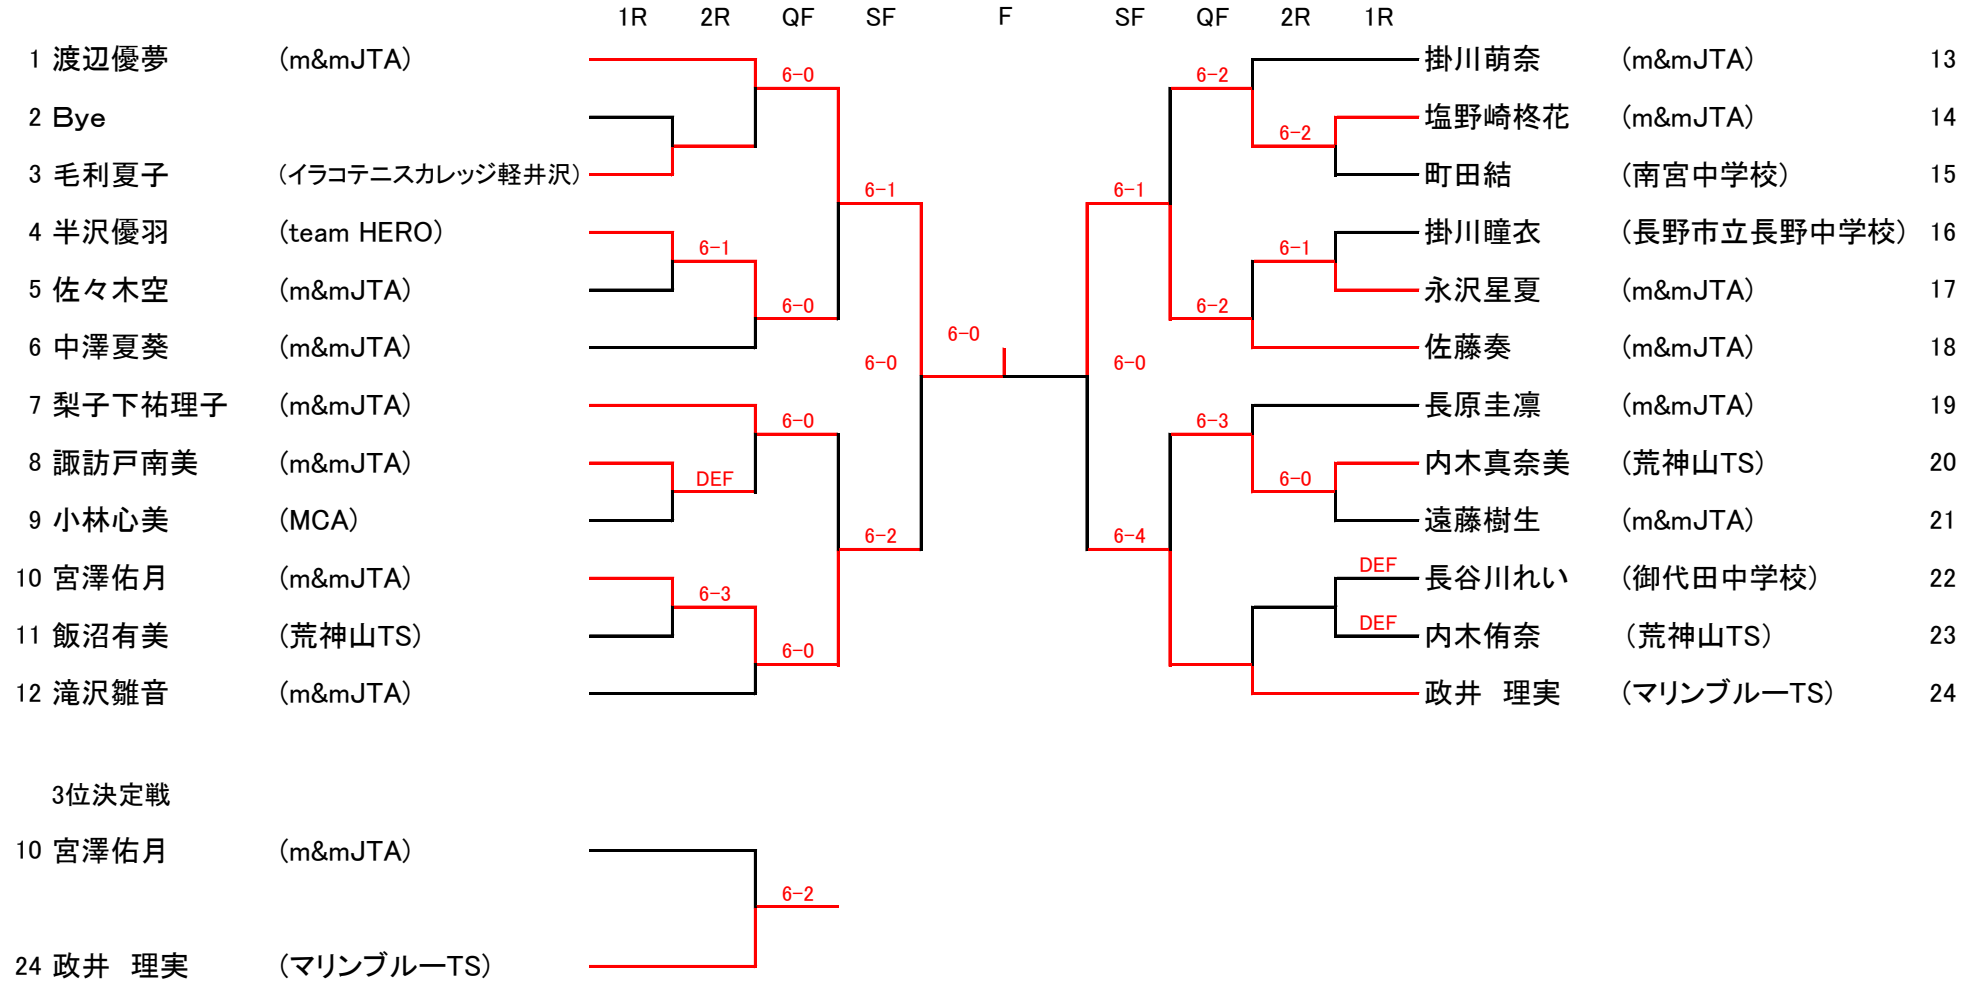 1R 2R QF SF F SF QF 2R 1R
1 渡辺優夢 (m&mJTA) 掛川萌奈 (m&mJTA) 13
6-0 6-2
2 Bye 塩野崎柊花 (m&mJTA) 14
6-2
3 毛利夏子 (イラコテニスカレッジ軽井沢) 町田結 (南宮中学校) 15
6-1 6-1
4 半沢優羽 (team HERO) 掛川瞳衣 (長野市立長野中学校) 16
6-1 6-1
5 佐々木空 (m&mJTA) 永沢星夏 (m&mJTA) 17
6-0 6-2
6-0
6 中澤夏葵 (m&mJTA) 佐藤奏 (m&mJTA) 18
6-0 6-0
7 梨子下祐理子 (m&mJTA) 長原圭凛 (m&mJTA) 19
6-0 6-3
8 諏訪戸南美 (m&mJTA) 内木真奈美 (荒神山TS) 20
DEF 6-0
9 小林心美 (MCA) 遠藤樹生 (m&mJTA) 21
6-2 6-4
DEF
10 宮澤佑月 (m&mJTA) 長谷川れい (御代田中学校) 22
6-3
DEF
11 飯沼有美 (荒神山TS) 内木侑奈 (荒神山TS) 23
6-0
12 滝沢雛音 (m&mJTA) 政井 理実 (マリンブルーTS) 24
3位決定戦
10 宮澤佑月 (m&mJTA)
6-2
24 政井 理実 (マリンブルーTS)